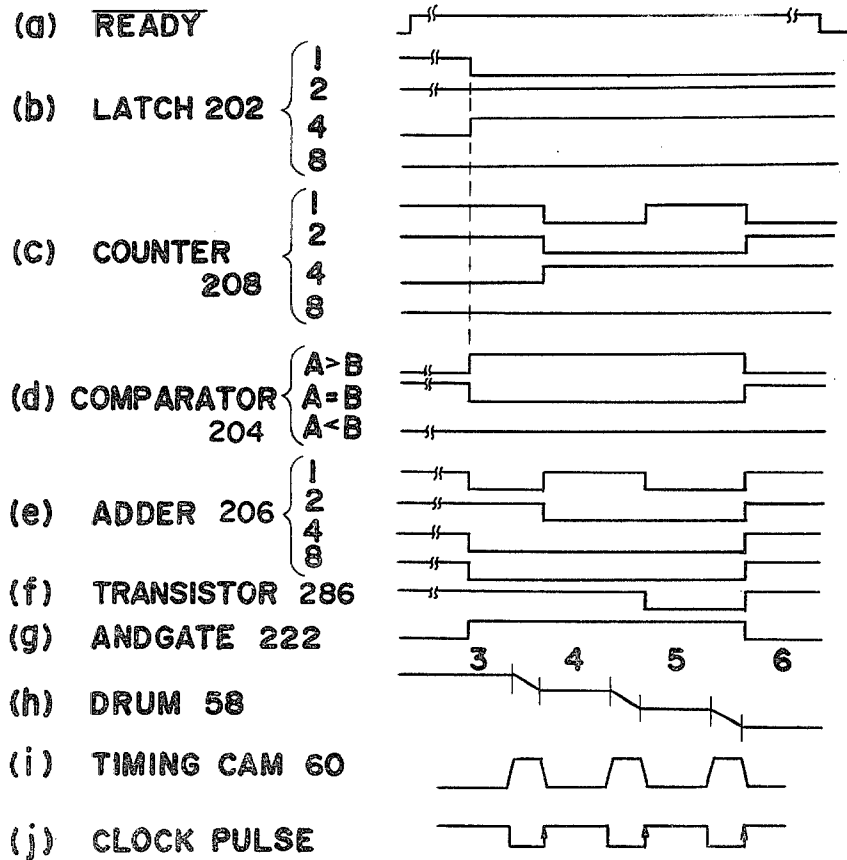 (a) READY
(b) LATCH 202
1
2
4
8
(c) COUNTER 208
1
2
4
8
(d) COMPARATOR 204
A>B
A=B
A<B
(e) ADDER 206
1
2
4
8
(f) TRANSISTOR 286
(g) ANDGATE 222
3 4 5 6
(h) DRUM 58
(i) TIMING CAM 60
(j) CLOCK PULSE